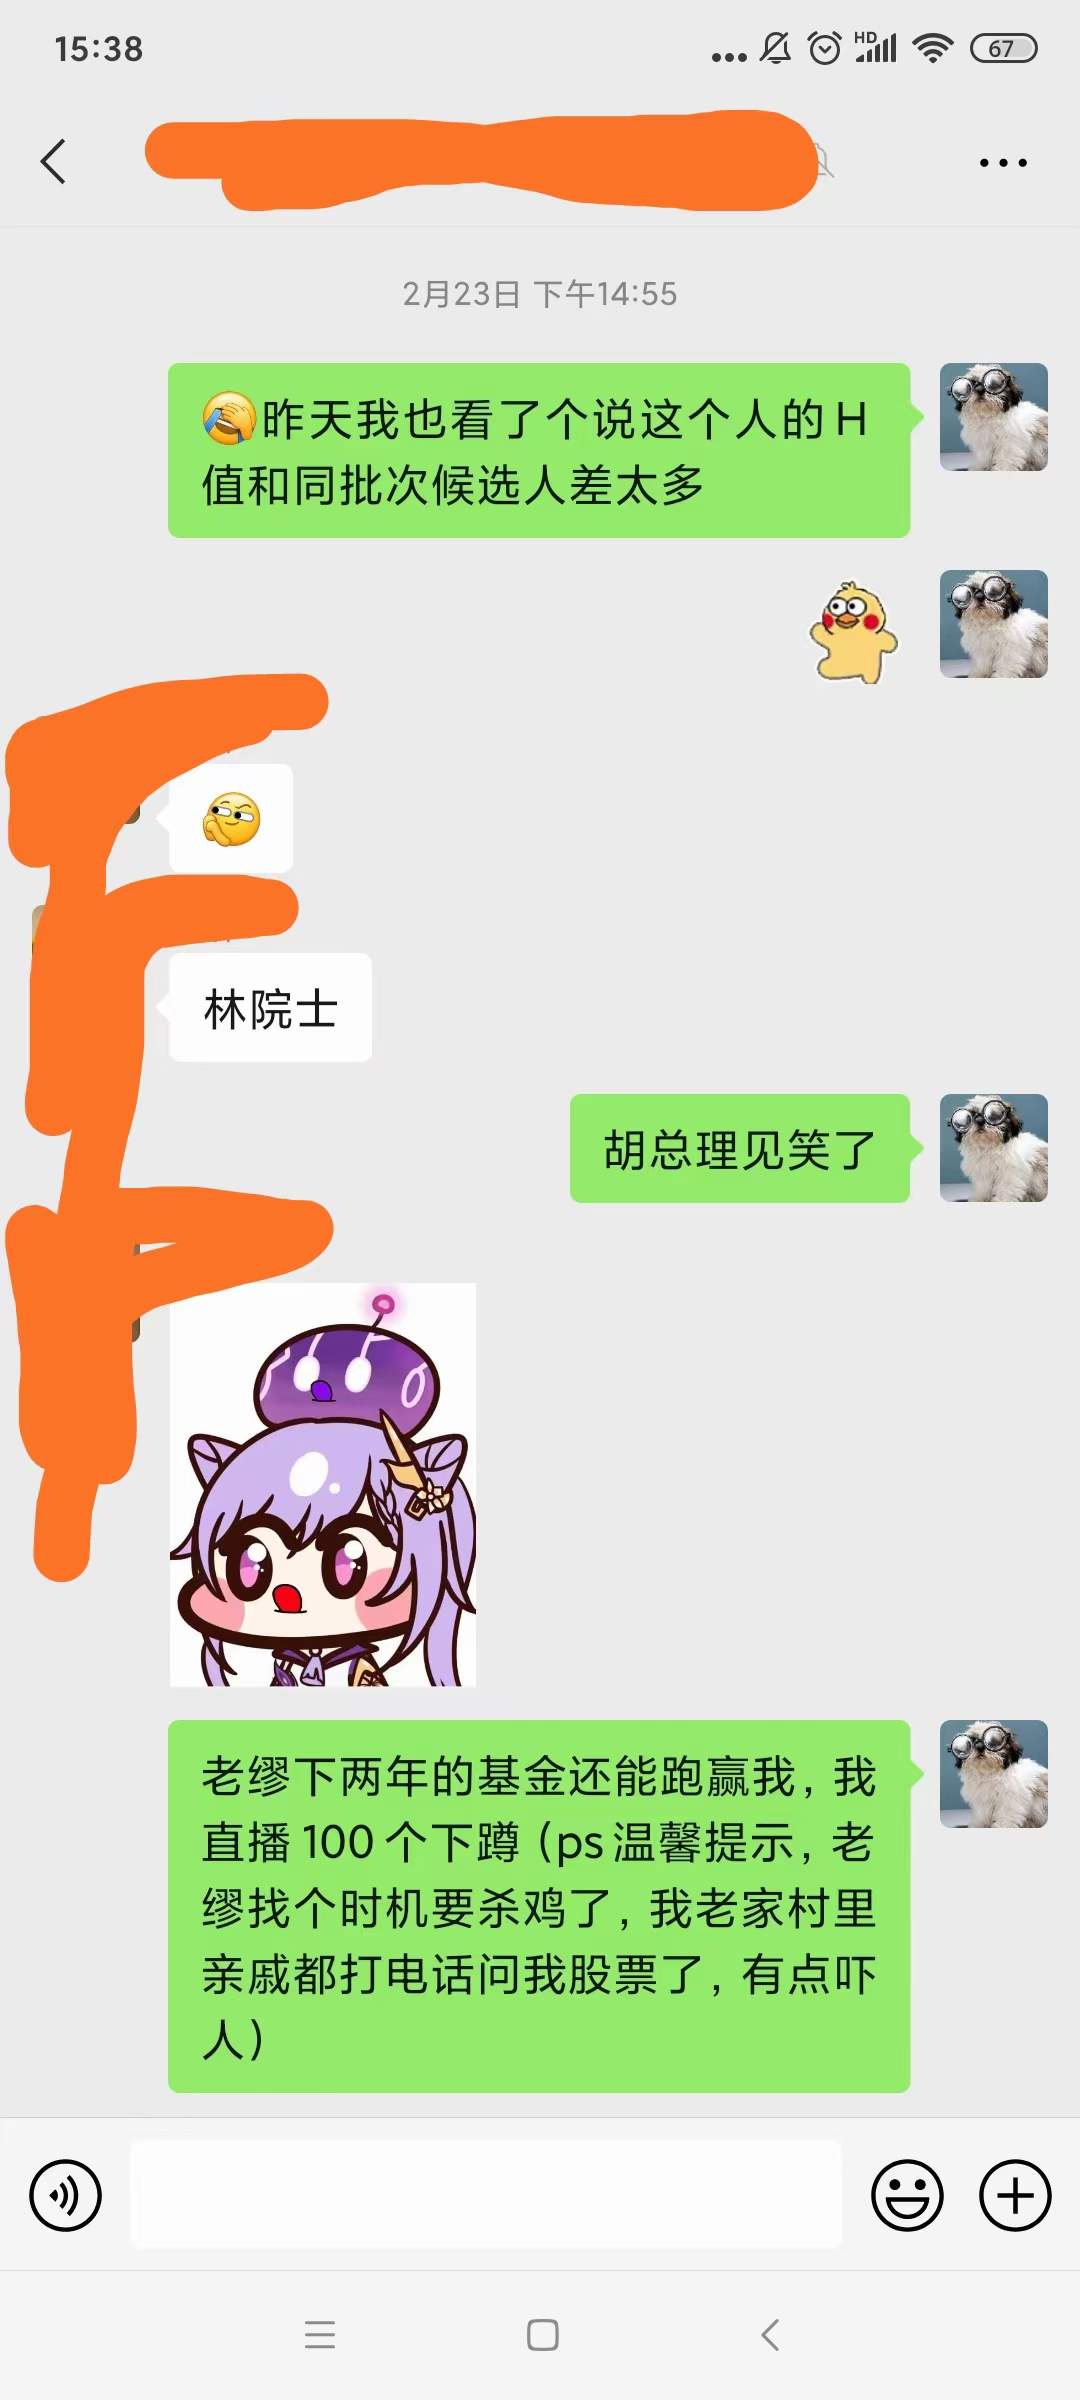 15:38
HD
67
2月23日 下午14:55
昨天我也看了个说这个人的H
值和同批次候选人差太多
林院士
胡总理见笑了
老缪下两年的基金还能跑赢我，我
直播100个下蹲（ps温馨提示，老
缪找个时机要杀鸡了，我老家村里
亲戚都打电话问我股票了，有点吓
人）